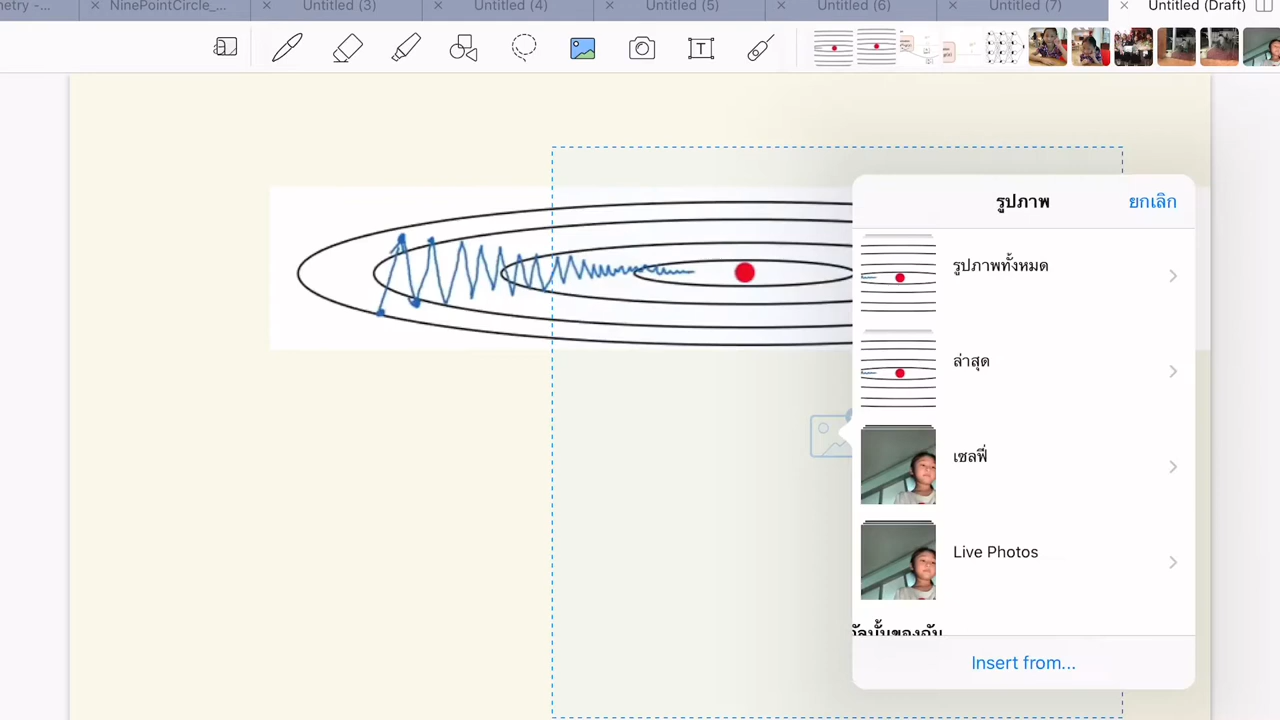 NinePointCircle_...
Untitled (3)
Untitled (4)
Untitled (5)
Untitled (6)
Untitled (7)
Untitled (Draft)
รูปภาพ
ยกเลิก
รูปภาพทั้งหมด
ล่าสุด
เซลฟี่
Live Photos
Insert from...